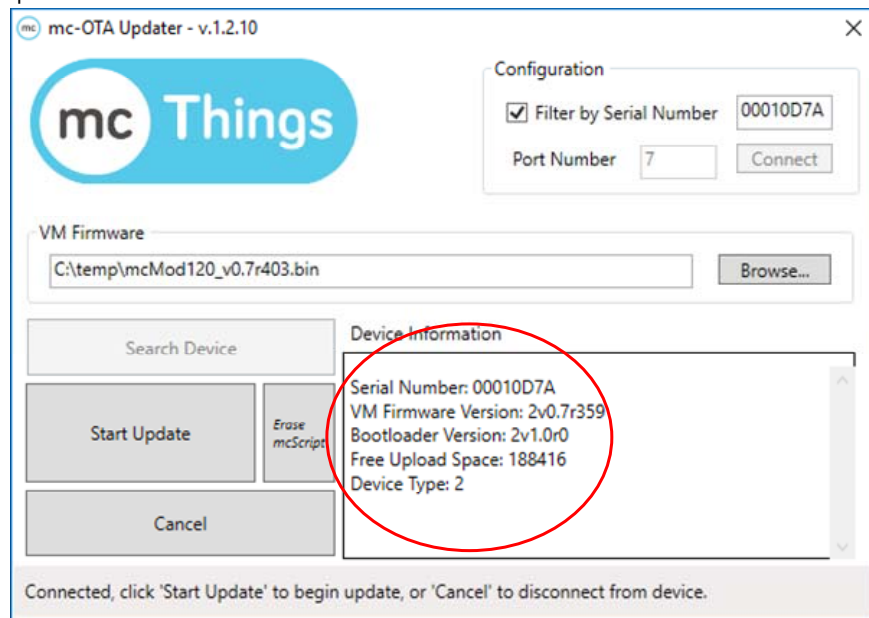 mc mc-OTA Updater - v.1.2.10
mc Things
Configuration
Filter by Serial Number 00010D7A
Port Number 7 Connect
VM Firmware
C:\temp\mcMod120_v0.7r403.bin Browse...
Search Device
Start Update
Erase
mcScript
Cancel
Device Information
Serial Number: 00010D7A
VM Firmware Version: 2v0.7r359
Bootloader Version: 2v1.0r0
Free Upload Space: 188416
Device Type: 2
Connected, click 'Start Update' to begin update, or 'Cancel' to disconnect from device.